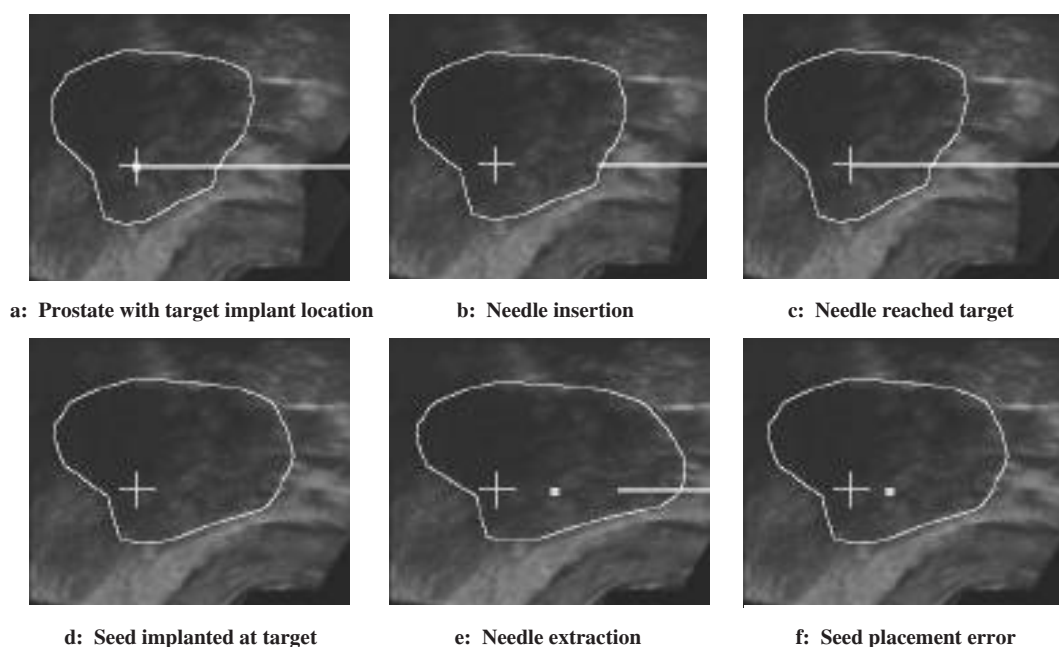 a: Prostate with target implant location
b: Needle insertion
c: Needle reached target
d: Seed implanted at target
e: Needle extraction
f: Seed placement error